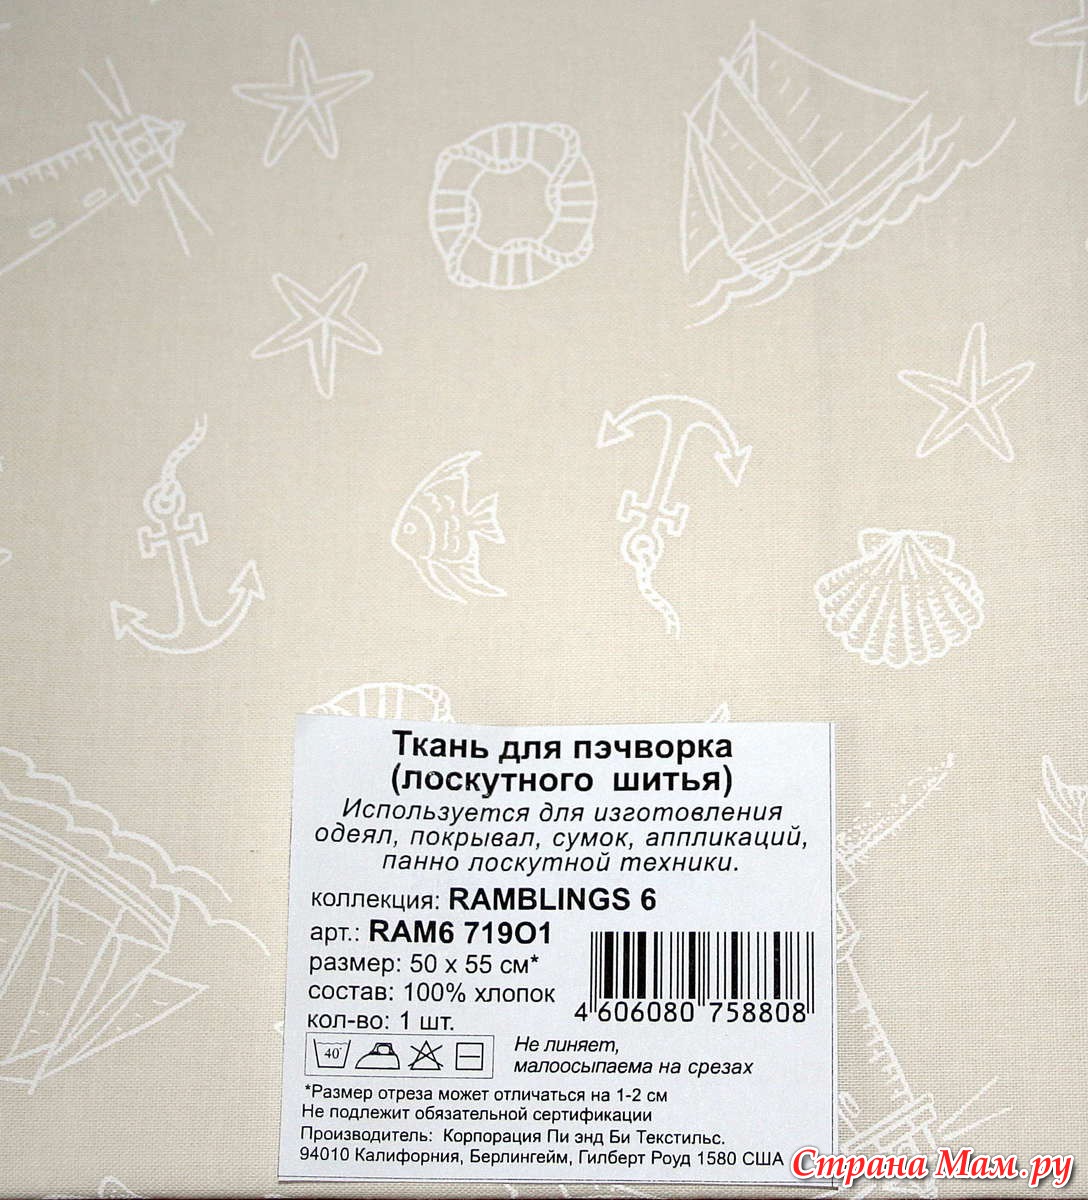 Ткань для пэчворка
(лоскутного шитья)
Используется для изготовления
одеял, покрывал, сумок, аппликаций,
панно лоскутной техники.
коллекция: RAMBLINGS 6
арт.: RAM6 719O1
размер: 50 х 55 см*
состав: 100% хлопок
кол-во: 1 шт.
4 606080 758808
40°
Не линяет,
малоосыпаема на срезах
*Размер отреза может отличаться на 1-2 см
Не подлежит обязательной сертификации
Производитель: Корпорация Пи энд Би Текстильс.
94010 Калифорния, Берлингейм, Гилберт Роуд 1580 США
Страна Мам.ру